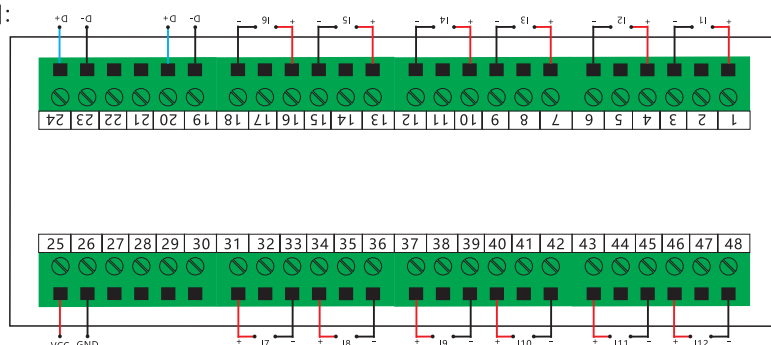 :
D+ D- D+ D- - I6 + - I5 + - I4 + - I3 + - I2 + - I1 +
24 23 22 21 20 19 18 17 16 15 14 13 12 11 10 9 8 7 6 5 4 3 2 1
25 26 27 28 29 30 31 32 33 34 35 36 37 38 39 40 41 42 43 44 45 46 47 48
VCC GND + I7 - + I8 - + I9 - + I10 - + I11 - + I12 -